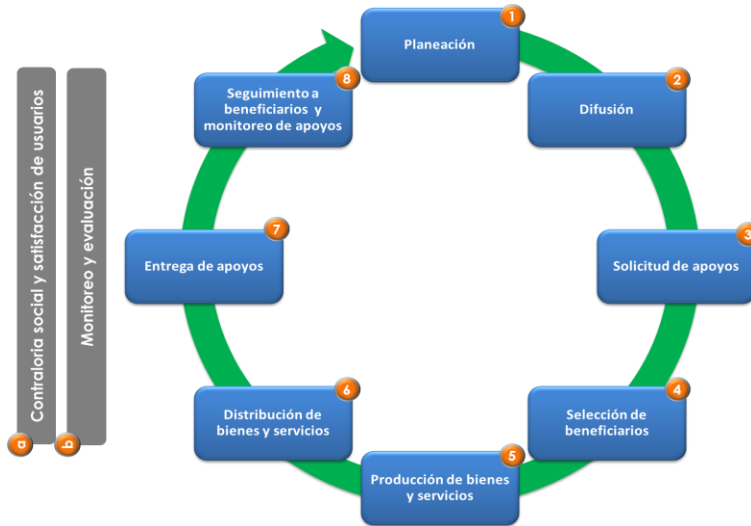 1
Planeación
2
Difusión
3
Solicitud de apoyos
4
Selección de
beneficiarios
5
Producción de bienes
y servicios
6
Distribución de
bienes y servicios
7
Entrega de apoyos
8
Seguimiento a
beneficiarios y
monitoreo de apoyos
a
Contraloria social y satisfacción de usuarios
b
Monitoreo y evaluación